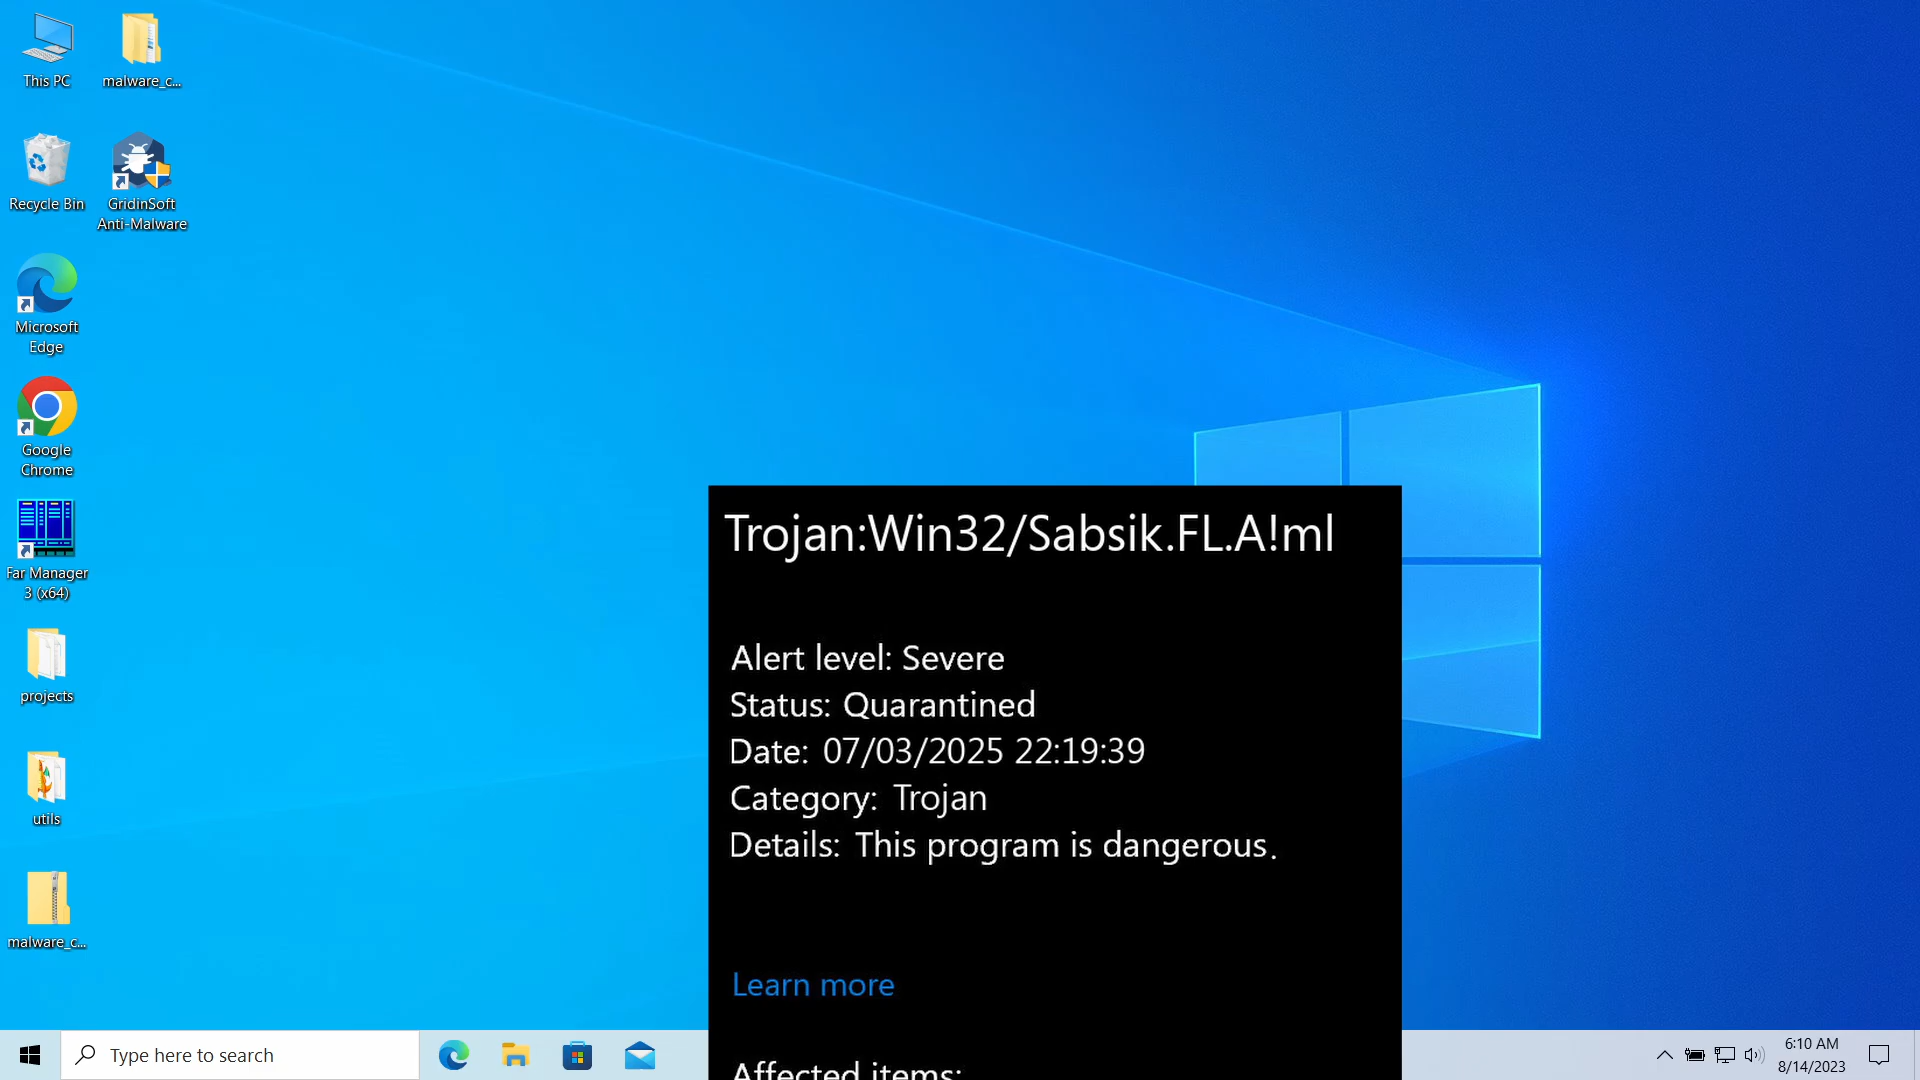 This PC
malware_c...
Recycle Bin
GridinSoft
Anti-Malware
Microsoft
Edge
Google
Chrome
Far Manager
3 (x64)
projects
utils
malware_c...
Trojan:Win32/Sabsik.FL.A!ml
Alert level: Severe
Status: Quarantined
Date: 07/03/2025 22:19:39
Category: Trojan
Details: This program is dangerous.
Learn more
Affected items:
Type here to search
6:10 AM
8/14/2023